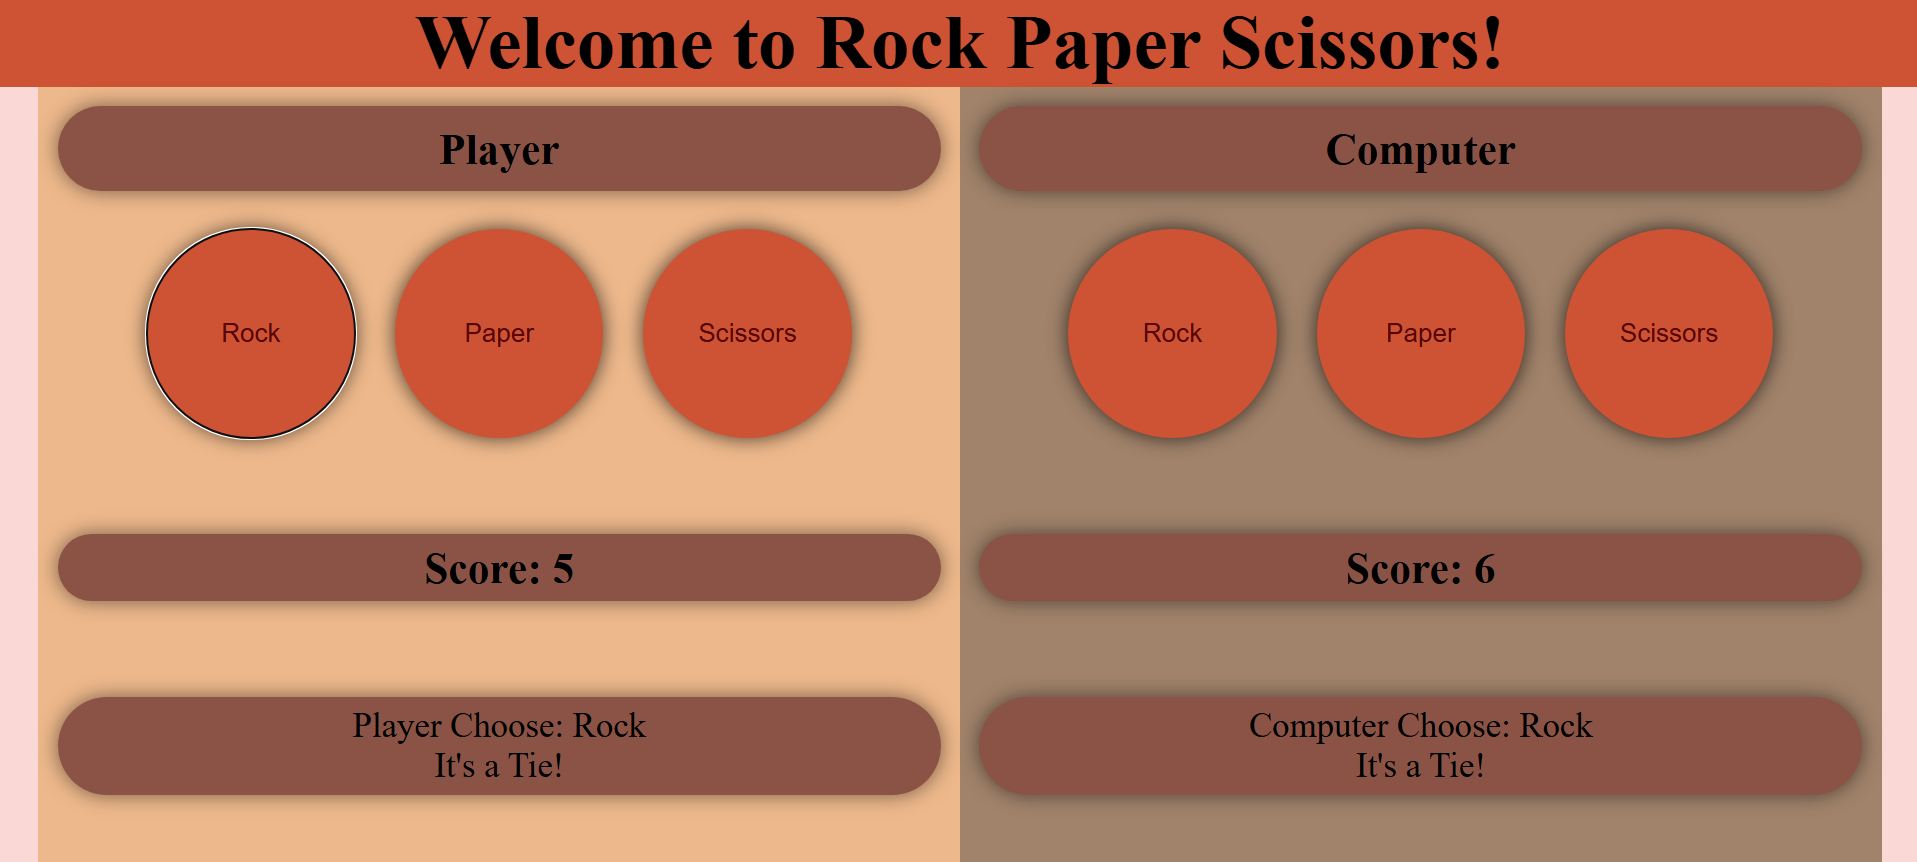 Welcome to Rock Paper Scissors!
Player
Rock
Paper
Scissors
Score: 5
Player Choose: Rock
It's a Tie!
Computer
Rock
Paper
Scissors
Score: 6
Computer Choose: Rock
It's a Tie!